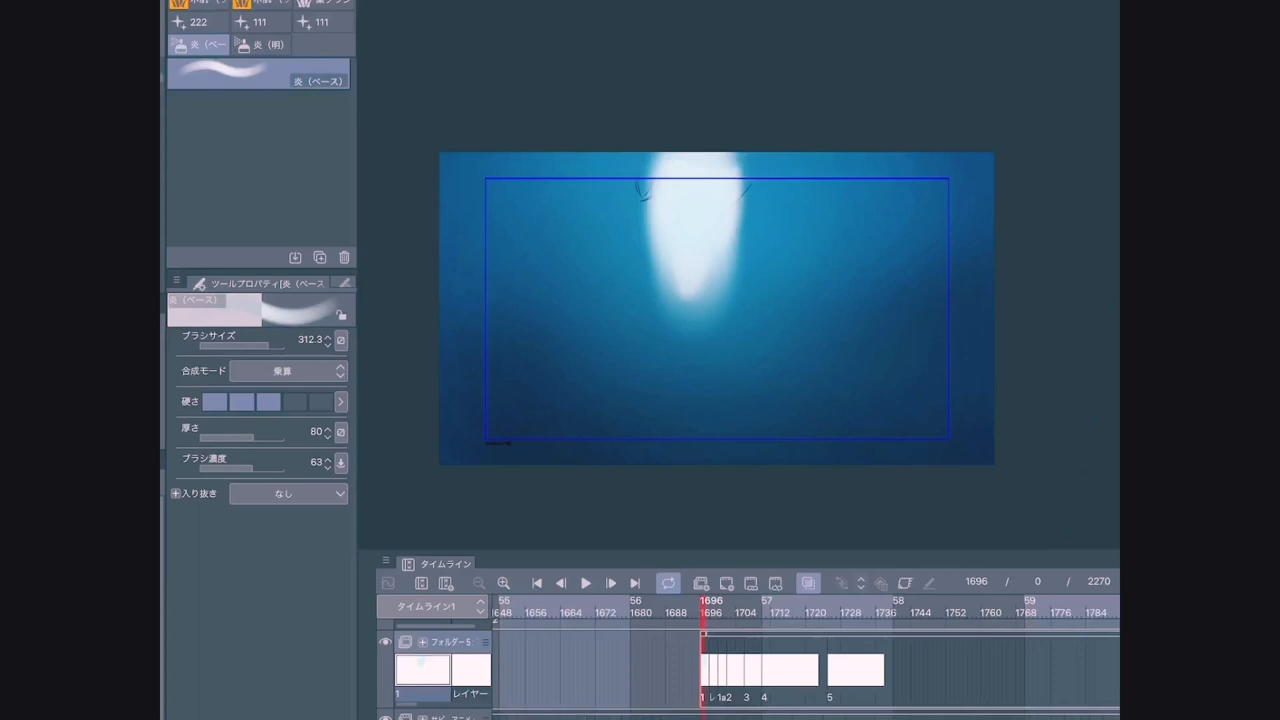 222 111 111
炎（ベー 炎（明）
炎（ベース）
ツールプロパティ[炎（ベース
炎（ベース）
ブラシサイズ 312.3
合成モード 乗算
硬さ
厚さ 80
ブラシ濃度 63
入り抜き なし
タイムライン
1696 / 0 / 2270
タイムライン1
55 56 1696 57 58 59
1648 1656 1664 1672 1680 1688 1696 1704 1712 1720 1728 1736 1744 1752 1760 1768 1776 1784
フォルダー5
1 レイヤー 1 レ 1a2 3 4 5